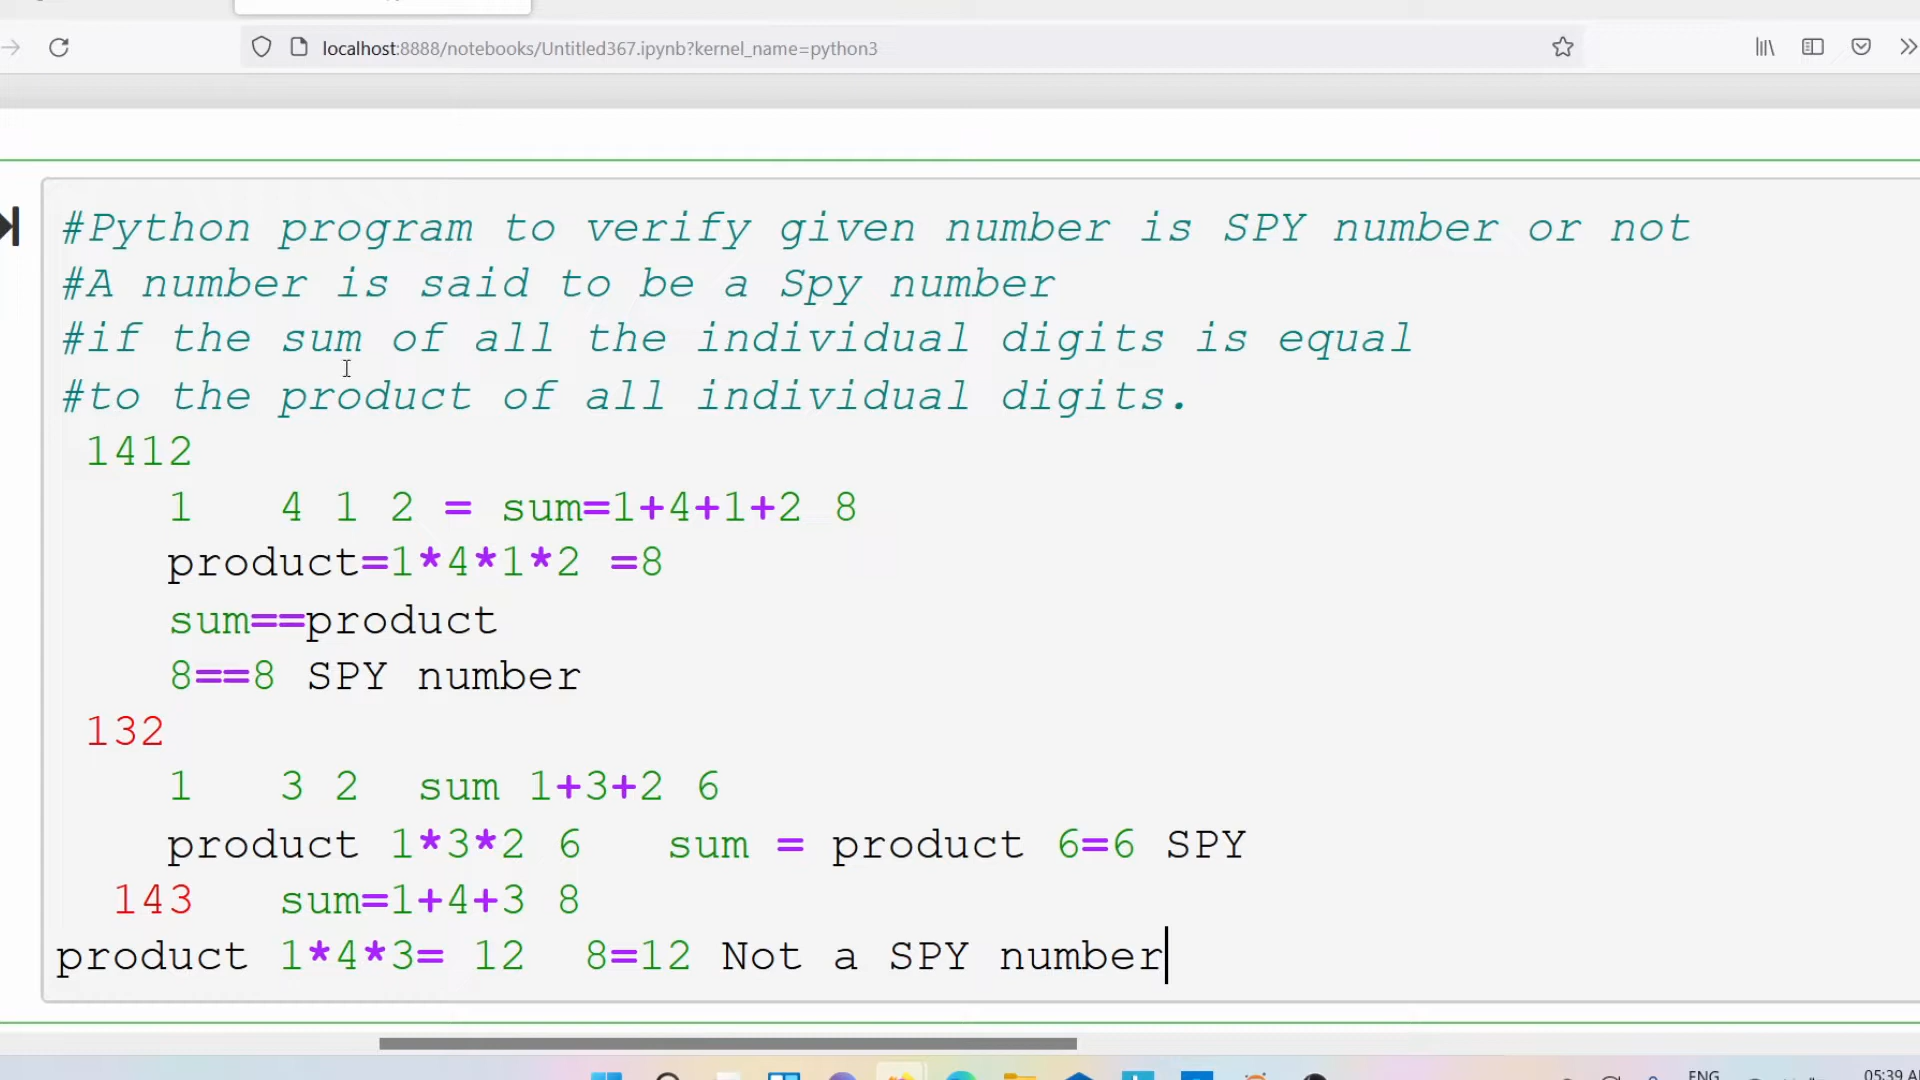 localhost:8888/notebooks/Untitled367.ipynb?kernel_name=python3
#Python program to verify given number is SPY number or not
#A number is said to be a Spy number
#if the sum of all the individual digits is equal
#to the product of all individual digits.
1412
1 4 1 2 = sum=1+4+1+2 8
product=1*4*1*2 =8
sum==product
8==8 SPY number
132
1 3 2 sum 1+3+2 6
product 1*3*2 6 sum = product 6=6 SPY
143 sum=1+4+3 8
product 1*4*3= 12 8=12 Not a SPY number
ENG
05:39